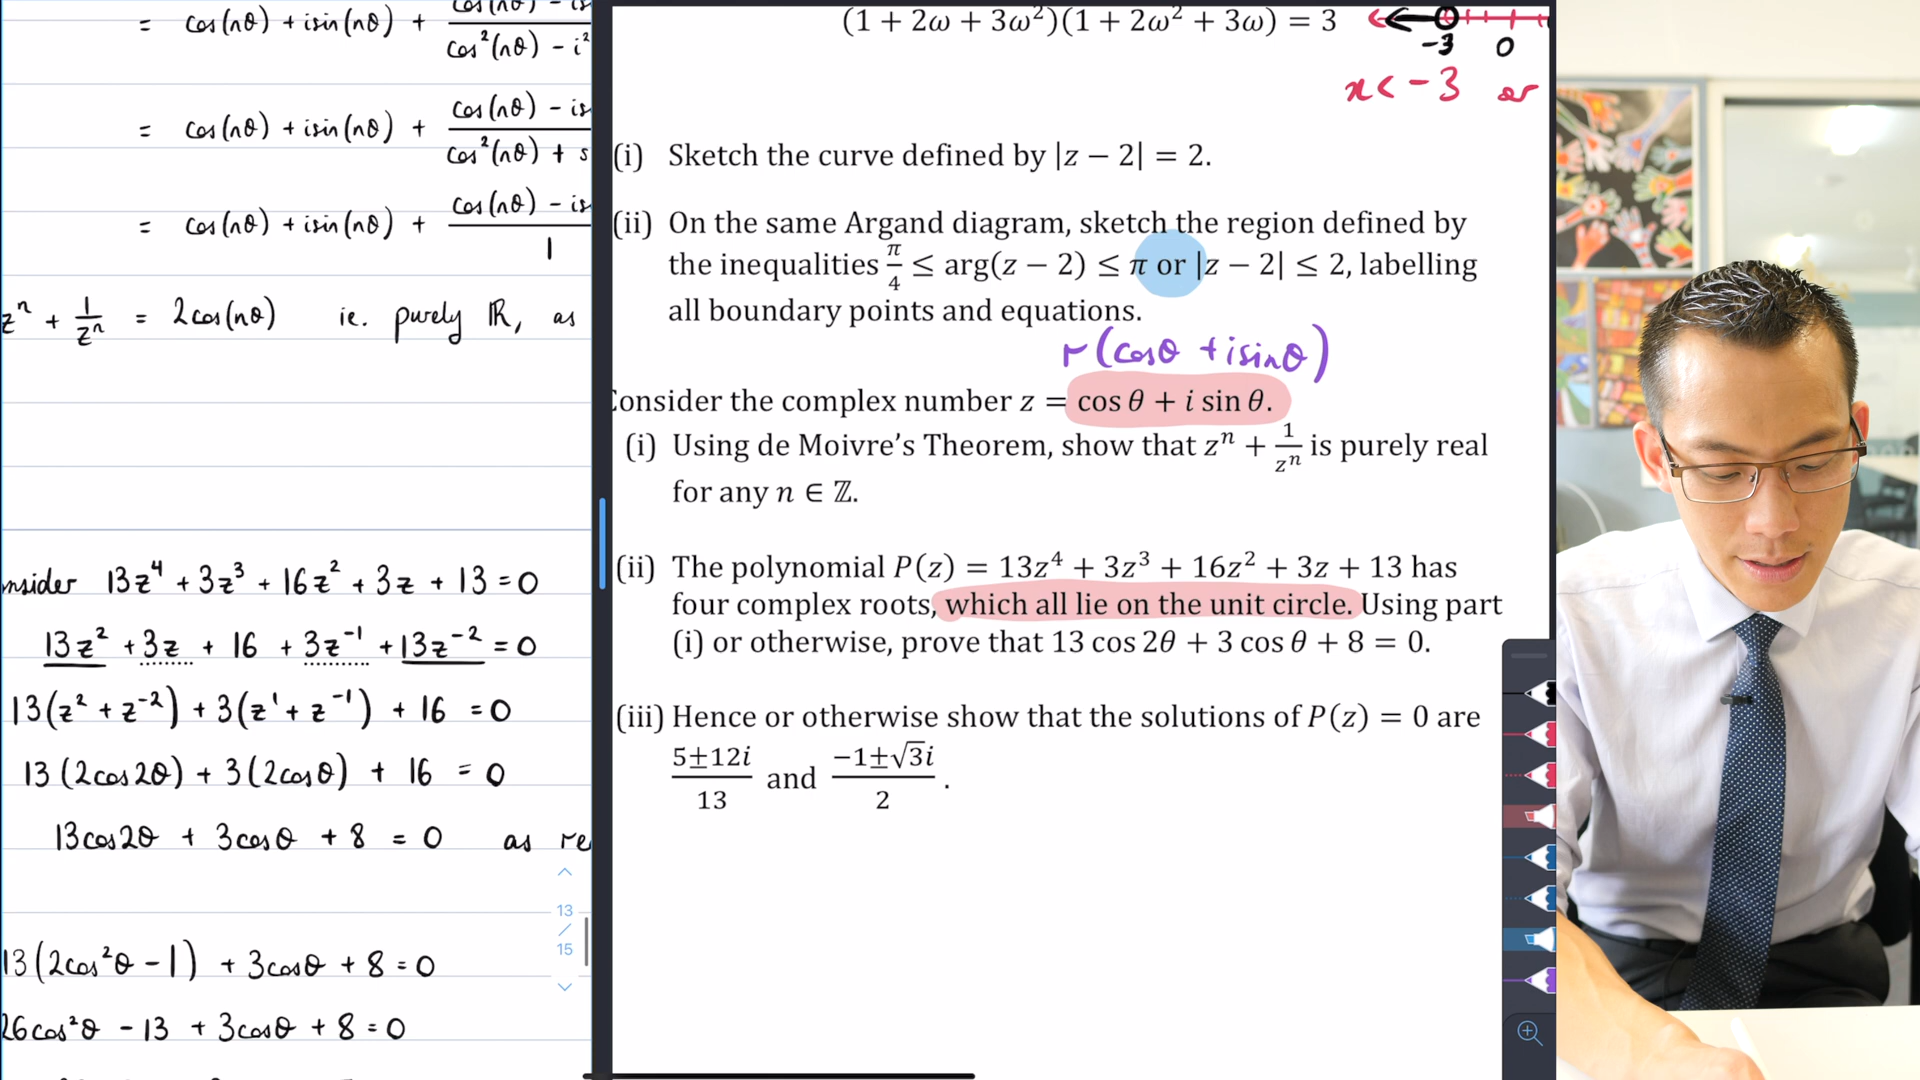 = cos(nθ) + isin(nθ) + cos(nθ) - is / cos²(nθ) - i²
= cos(nθ) + isin(nθ) + cos(nθ) - is / cos²(nθ) + s
= cos(nθ) + isin(nθ) + cos(nθ) - is / 1
zⁿ + 1/zⁿ = 2cos(nθ) ie. purely ℝ, as
nsider 13z⁴ + 3z³ + 16z² + 3z + 13 = 0
13z² + 3z + 16 + 3z⁻¹ + 13z⁻² = 0
13(z² + z⁻²) + 3(z¹ + z⁻¹) + 16 = 0
13(2cos2θ) + 3(2cosθ) + 16 = 0
13cos2θ + 3cosθ + 8 = 0 as re
13
/
15
13(2cos²θ - 1) + 3cosθ + 8 = 0
26cos²θ - 13 + 3cosθ + 8 = 0
(1 + 2ω + 3ω²)(1 + 2ω² + 3ω) = 3
-3 0
x < -3 or
(i) Sketch the curve defined by |z − 2| = 2.
(ii) On the same Argand diagram, sketch the region defined by
the inequalities π/4 ≤ arg(z − 2) ≤ π or |z − 2| ≤ 2, labelling
all boundary points and equations.
r(cosθ + isinθ)
Consider the complex number z = cos θ + i sin θ.
(i) Using de Moivre’s Theorem, show that zⁿ + 1/zⁿ is purely real
for any n ∈ ℤ.
(ii) The polynomial P(z) = 13z⁴ + 3z³ + 16z² + 3z + 13 has
four complex roots, which all lie on the unit circle. Using part
(i) or otherwise, prove that 13 cos 2θ + 3 cos θ + 8 = 0.
(iii) Hence or otherwise show that the solutions of P(z) = 0 are
5±12i/13 and −1±√3i/2 .